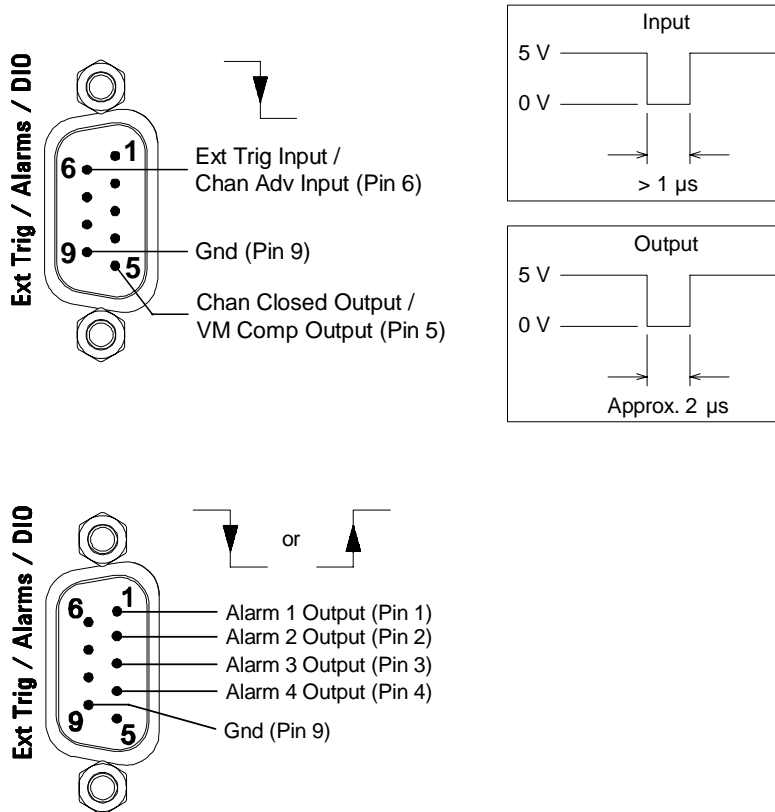 Ext Trig / Alarms / DIO
1
6
9
5
Ext Trig Input /
Chan Adv Input (Pin 6)
Gnd (Pin 9)
Chan Closed Output /
VM Comp Output (Pin 5)
Input
5 V
0 V
> 1 µs
Output
5 V
0 V
Approx. 2 µs
Ext Trig / Alarms / DIO
or
1
6
9
5
Alarm 1 Output (Pin 1)
Alarm 2 Output (Pin 2)
Alarm 3 Output (Pin 3)
Alarm 4 Output (Pin 4)
Gnd (Pin 9)